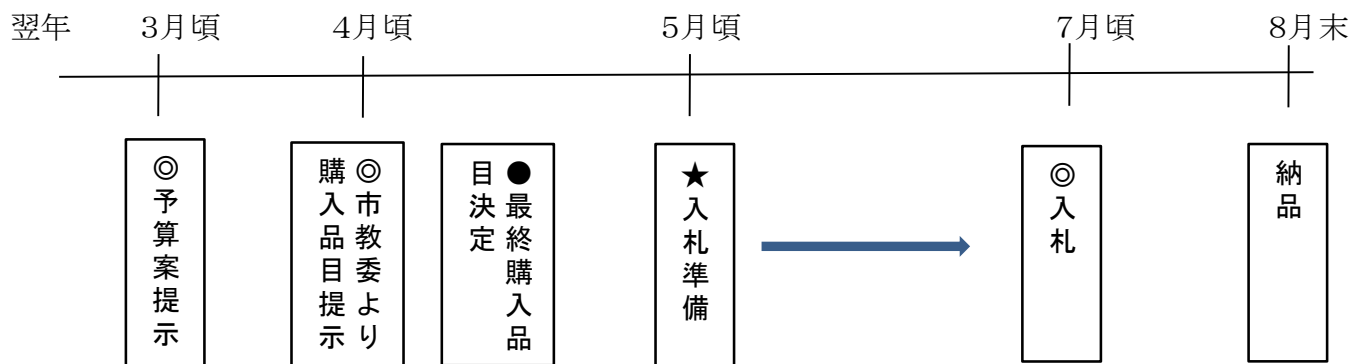 翌年 3月頃 4月頃 5月頃 7月頃 8月末
◎予算案提示
◎市教委より
購入品目提示
●最終購入品
目決定
★入札準備
◎入札
納品